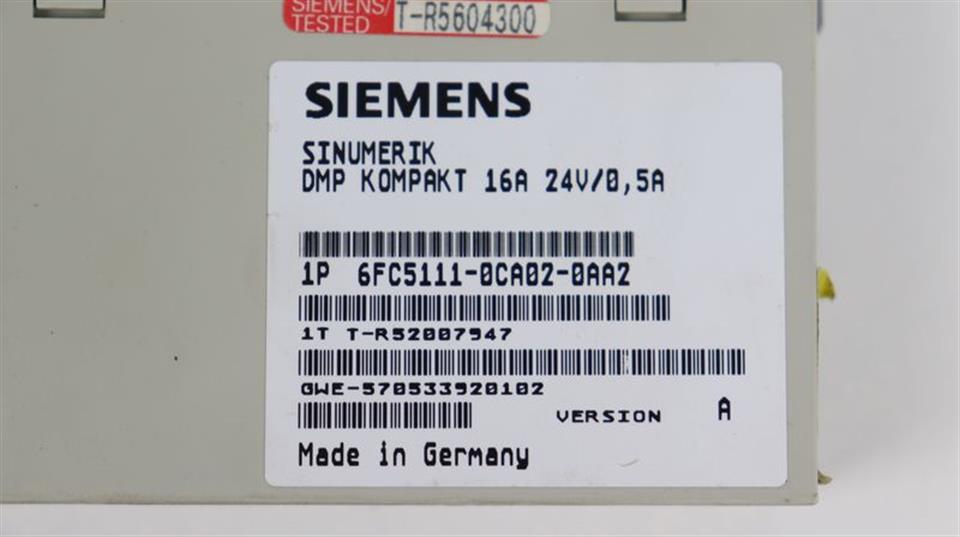 SIEMENS/
TESTED T-R5604300
SIEMENS
SINUMERIK
DMP KOMPAKT 16A 24V/0,5A
1P 6FC5111-0CA02-0AA2
1T T-R52007947
GWE-570533920102
VERSION A
Made in Germany